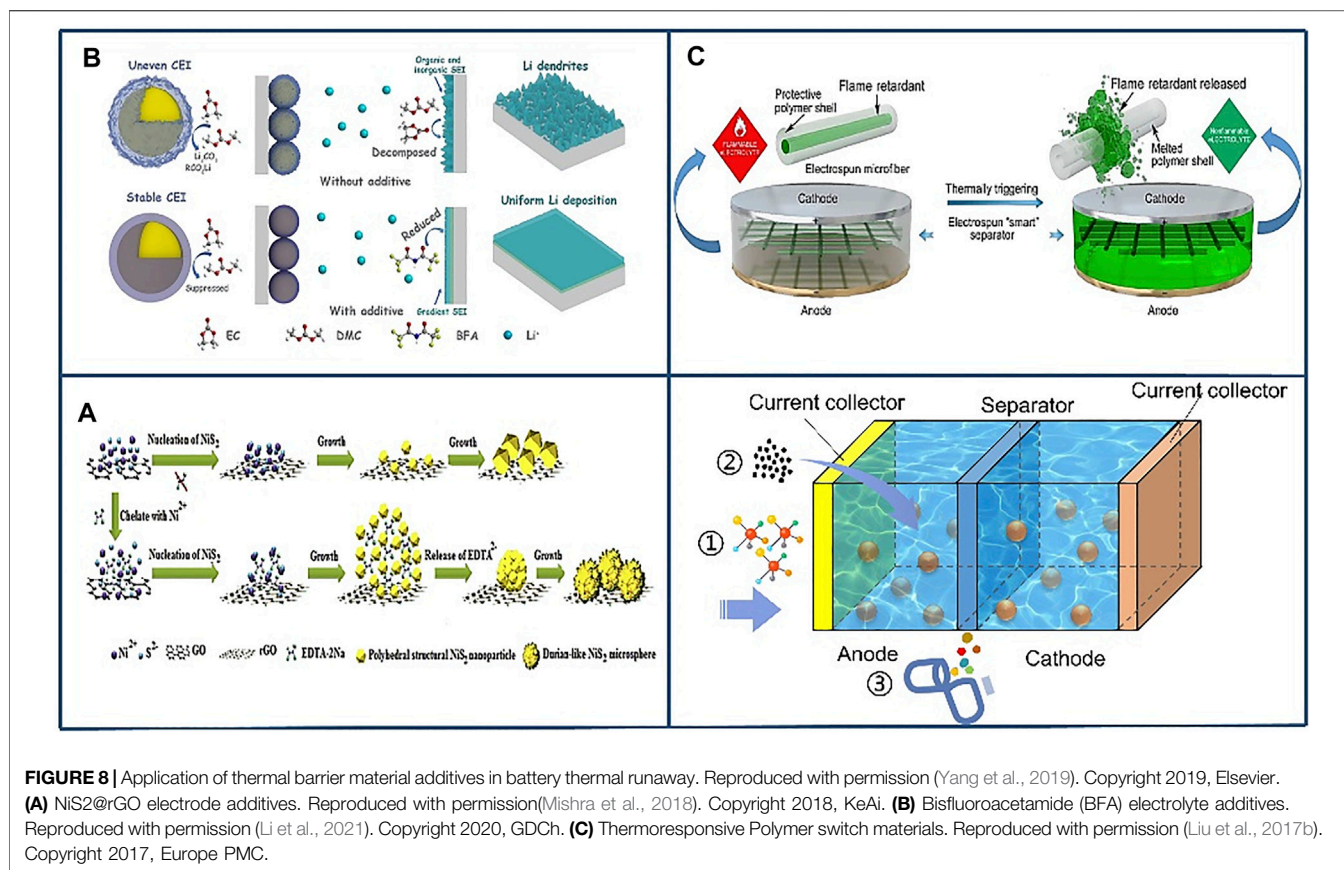 B
Uneven CEI
Li2CO3
RCO3Li
Organic and
inorganic SEI
Decomposed
Without additive
Li dendrites
Stable CEI
Suppressed
Reduced
With additive
Gradient SEI
Uniform Li deposition
EC
DMC
BFA
Li+
C
Protective
polymer shell
Flame retardant
FLAMMABLE
ELECTROLYTE
Electrospun microfiber
Cathode
Anode
Thermally triggering
Electrospun "smart"
separator
Flame retardant released
Melted
polymer shell
Nonflammable
ELECTROLYTE
Cathode
Anode
A
Nucleation of NiS2
Growth
Growth
Chelate with Ni2+
Nucleation of NiS2
Growth
Release of EDTA2-
Growth
Ni2+
S2-
GO
rGO
EDTA-2Na
Polyhedral structural NiS2 nanoparticle
Durian-like NiS2 microsphere
Current collector
Separator
Current collector
②
①
Anode
Cathode
③
FIGURE 8 | Application of thermal barrier material additives in battery thermal runaway. Reproduced with permission (Yang et al., 2019). Copyright 2019, Elsevier.
(A) NiS2@rGO electrode additives. Reproduced with permission(Mishra et al., 2018). Copyright 2018, KeAi. (B) Bisfluoroacetamide (BFA) electrolyte additives.
Reproduced with permission (Li et al., 2021). Copyright 2020, GDCh. (C) Thermoresponsive Polymer switch materials. Reproduced with permission (Liu et al., 2017b).
Copyright 2017, Europe PMC.